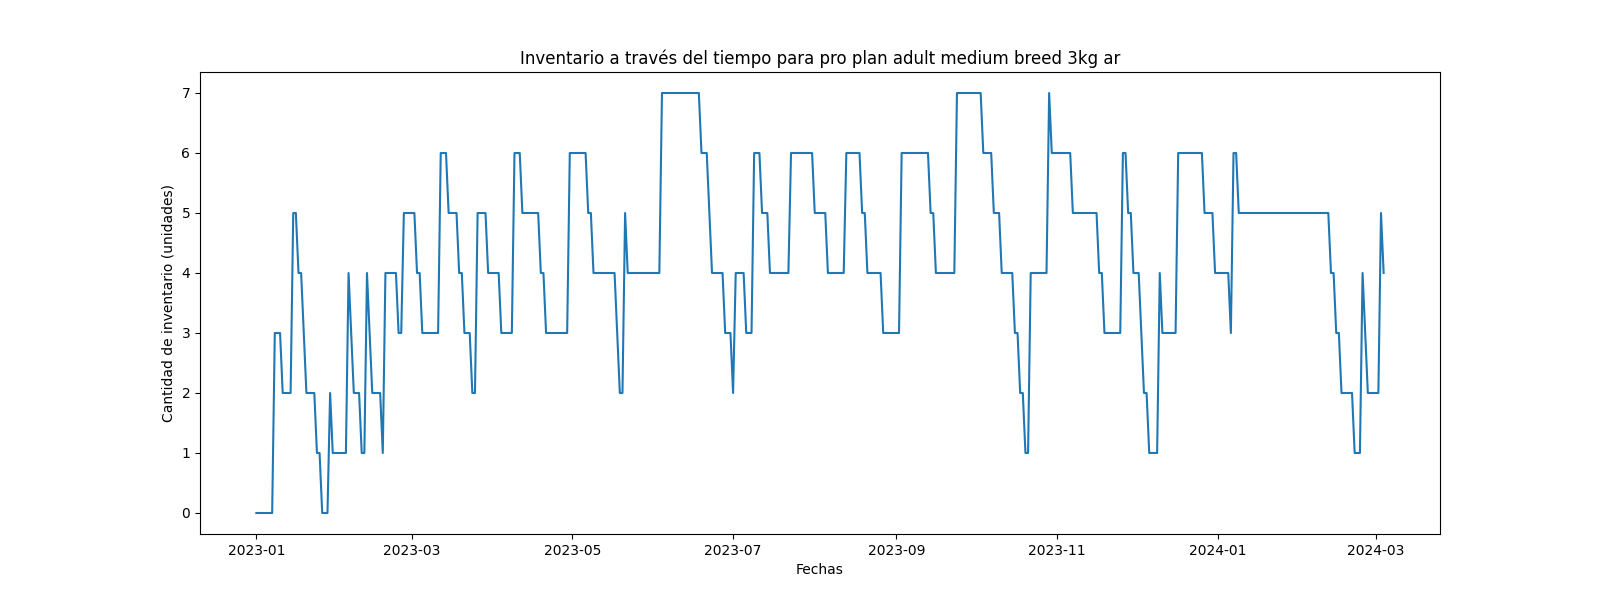 Inventario a través del tiempo para pro plan adult medium breed 3kg ar
Cantidad de inventario (unidades)
7
6
5
4
3
2
1
0
2023-01 2023-03 2023-05 2023-07 2023-09 2023-11 2024-01 2024-03
Fechas